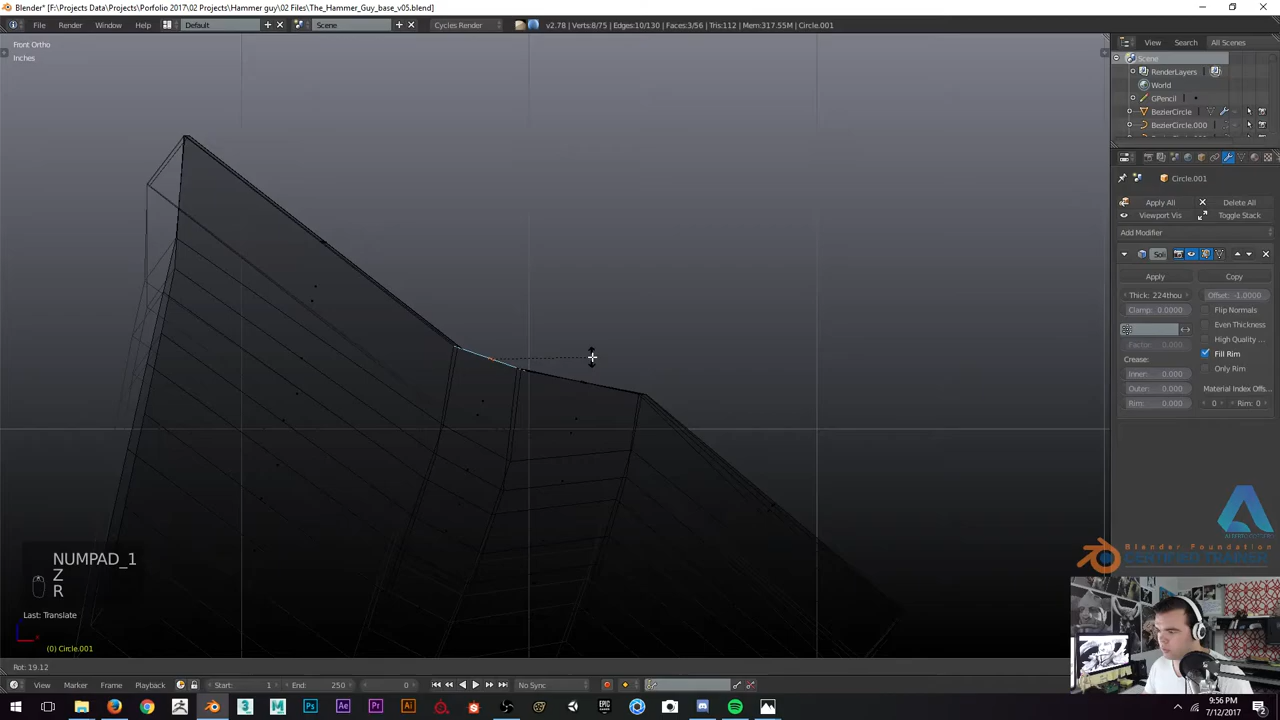 Blender* [F:\Projects Data\Projects\Porfolio 2017\02 Projects\Hammer guy\02 Files\The_Hammer_Guy_base_v05.blend]
File Render Window Help Default Scene Cycles Render v2.78 | Verts:8/75 | Edges:10/130 | Faces:3/56 | Tris:112 | Mem:317.55M | Circle.001
View Search All Scenes
Front Ortho
Inches
Scene
RenderLayers
World
GPencil
BezierCircle
BezierCircle.000
Circle.001
Apply All Delete All
Viewport Vis Toggle Stack
Add Modifier
Sol
Apply Copy
Thick: 224thou Offset: -1.0000
Clamp: 0.0000 Flip Normals
Even Thickness
High Quality ...
Factor: 0.000 Fill Rim
Crease: Only Rim
Inner: 0.000 Material Index Offs..
Outer: 0.000
Rim: 0.000 0 Rim: 0
NUMPAD_1
Z
R
Last: Translate
(0) Circle.001
Blender Foundation
CERTIFIED TRAINER
Rot: 19.12
View Marker Frame Playback Start: 1 End: 250 0 No Sync
9:56 PM
7/12/2017